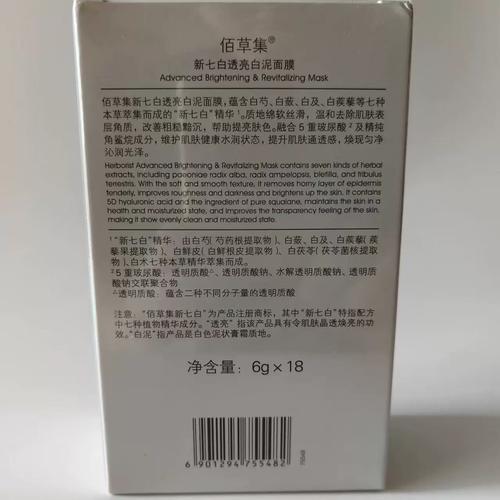 佰草集®
新七白透亮白泥面膜
Advanced Brightening & Revitalizing Mask
佰草集新七白透亮白泥面膜,蕴含白芍、白蔹、白及、白蒺藜等七种
本草萃集而成的“新七白”精华¹。质地绵软丝滑,温和去除肌肤表
层角质,改善粗糙黯沉,帮助提亮肤色。融合5重玻尿酸²及精纯
角鲨烷成分,维护肌肤健康水润状态,提升肌肤通透感,焕现匀净
沁润光泽。
Herborist Advanced Brightening & Revitalizing Mask contains seven kinds of herbal
extracts, including paeoniae radix alba, radix ampelopsis, bletilla, and tribulus
terrestris. With the soft and smooth texture, it removes horny layer of epidermis
tenderly, improves roughness and darkness and brightens up the skin. It contains
5D hyaluronic acid and the ingredient of pure squalane, maintains the skin in a
health and moisturized state, and improves the transparency feeling of the skin,
making it show evenly clean and moisturized state.
¹“新七白”精华:由白芍(芍药根提取物)、白蔹、白及、白蒺藜(蒺
藜果提取物)、白鲜皮(白鲜根皮提取物)、白茯苓(茯苓菌核提取
物)、白术七种本草精华萃集而成。
²5重玻尿酸:透明质酸△、透明质酸钠、水解透明质酸钠、透明质
酸钠交联聚合物
△透明质酸:蕴含二种不同分子量的透明质酸
注意:“佰草集新七白”为产品注册商标,其中“新七白”特指配方
中七种植物精华成分。“透亮”指该产品具有令肌肤晶透焕亮的功
效。“白泥”指产品是白色泥状膏霜质地。
净含量: 6g×18
6 901294 755482